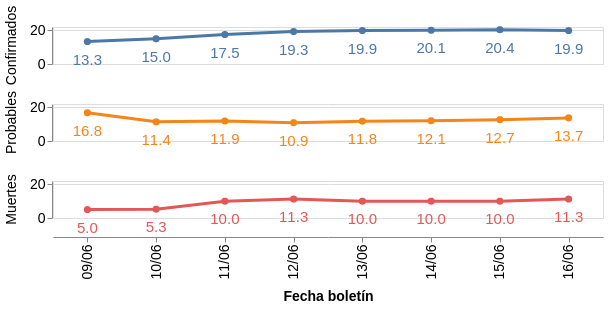 Confirmados
20
0
13.3 15.0 17.5 19.3 19.9 20.1 20.4 19.9
Probables
20
0
16.8 11.4 11.9 10.9 11.8 12.1 12.7 13.7
Muertes
20
0
5.0 5.3 10.0 11.3 10.0 10.0 10.0 11.3
09/06 10/06 11/06 12/06 13/06 14/06 15/06 16/06
Fecha boletín